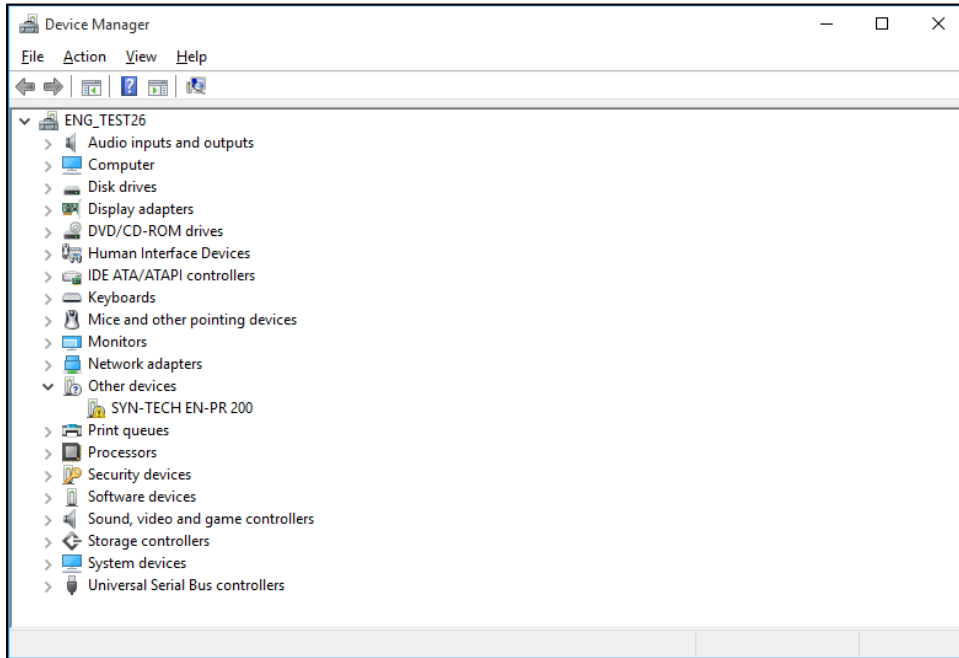 Device Manager
File Action View Help
ENG_TEST26
Audio inputs and outputs
Computer
Disk drives
Display adapters
DVD/CD-ROM drives
Human Interface Devices
IDE ATA/ATAPI controllers
Keyboards
Mice and other pointing devices
Monitors
Network adapters
Other devices
SYN-TECH EN-PR 200
Print queues
Processors
Security devices
Software devices
Sound, video and game controllers
Storage controllers
System devices
Universal Serial Bus controllers